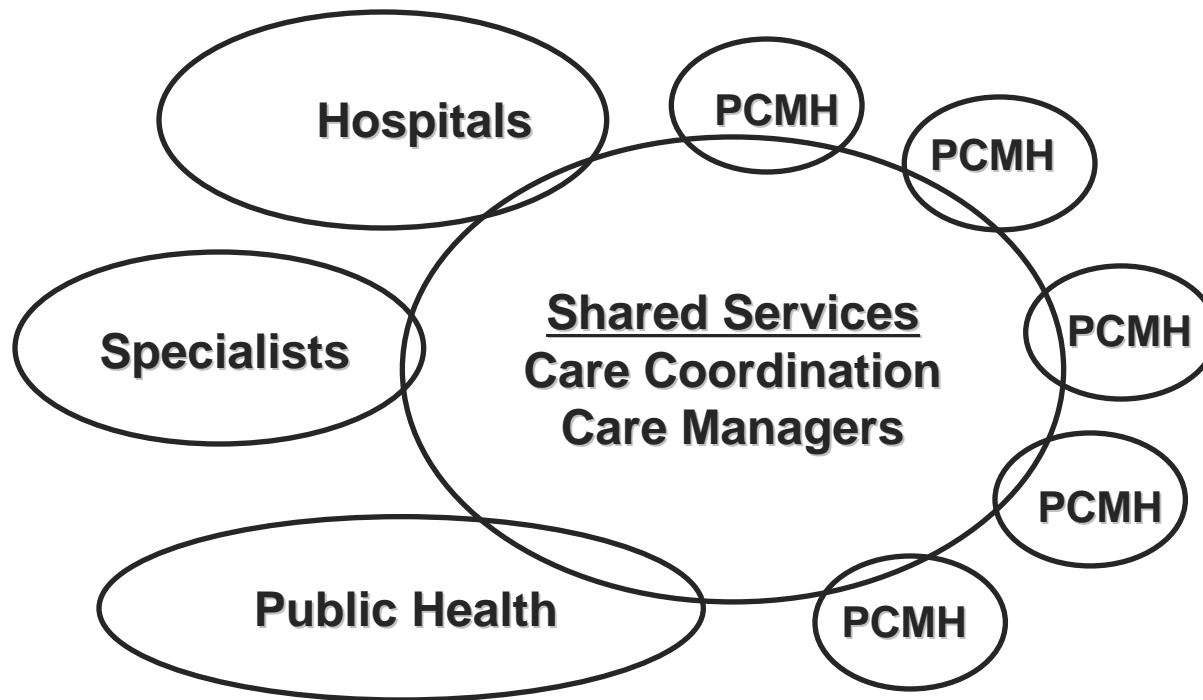 Hospitals
PCMH
PCMH
Shared Services
Care Coordination
Care Managers
Specialists
PCMH
PCMH
Public Health
PCMH